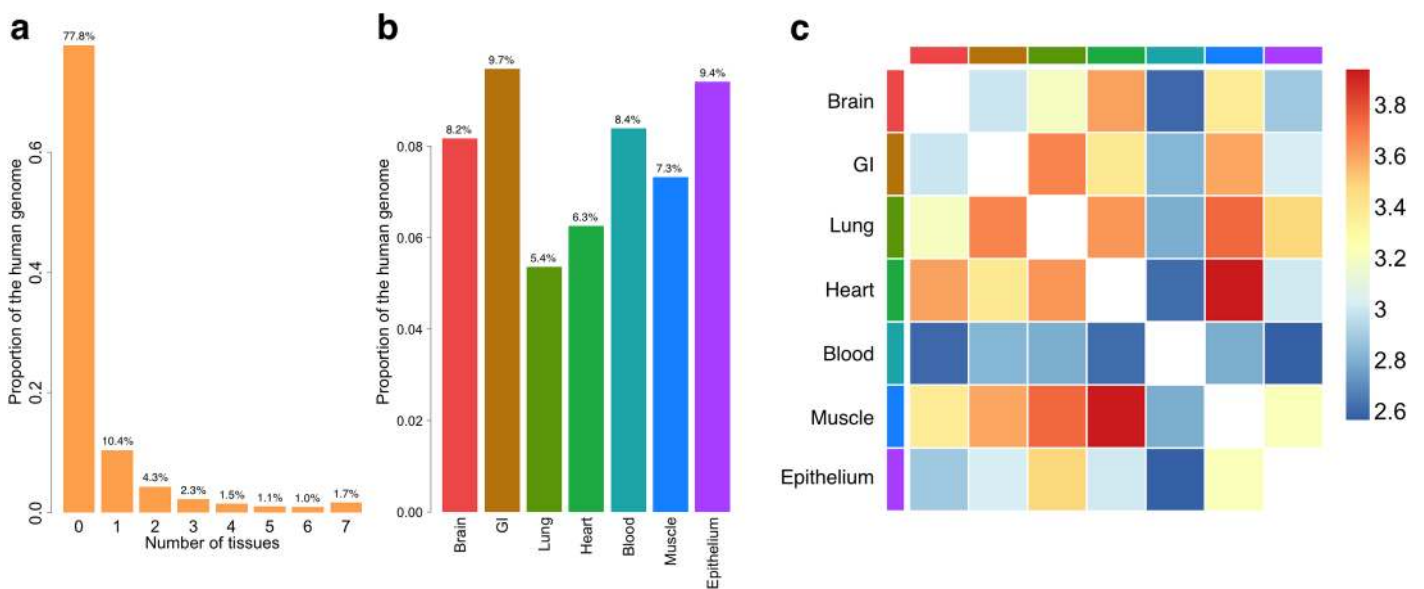 a
77.8%
10.4%
4.3%
2.3%
1.5%
1.1%
1.0%
1.7%
0.0
0.2
0.4
0.6
Proportion of the human genome
0 1 2 3 4 5 6 7
Number of tissues
b
8.2%
9.7%
5.4%
6.3%
8.4%
7.3%
9.4%
0.00
0.02
0.04
0.06
0.08
Proportion of the human genome
Brain
GI
Lung
Heart
Blood
Muscle
Epithelium
c
Brain
GI
Lung
Heart
Blood
Muscle
Epithelium
3.8
3.6
3.4
3.2
3
2.8
2.6